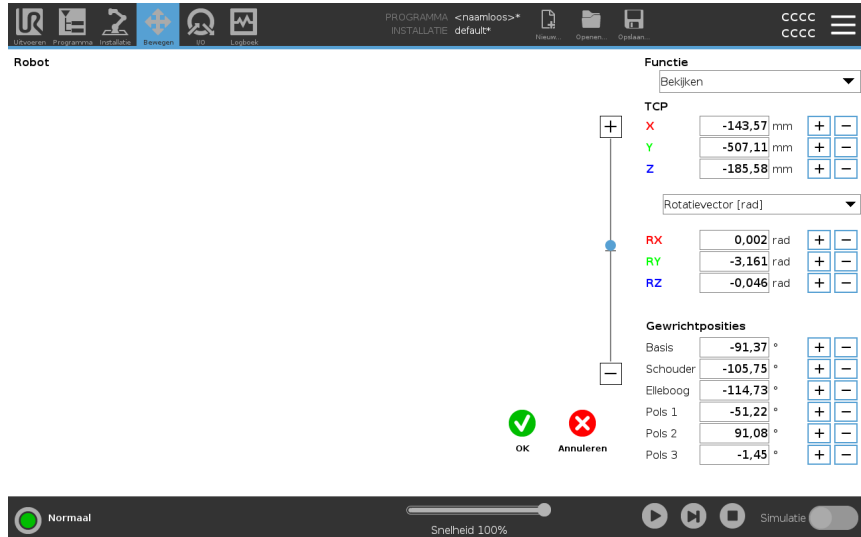 UR
PROGRAMMA <naamloos>*
INSTALLATIE default*
CCCC
CCCC
Uitvoeren Programma Installatie Bewegen I/O Logboek
Nieuw... Openen... Opslaan...
Robot
Functie
Bekijken
TCP
X -143,57 mm + −
Y -507,11 mm + −
Z -185,58 mm + −
Rotatievector [rad]
RX 0,002 rad + −
RY -3,161 rad + −
RZ -0,046 rad + −
Gewrichtposities
Basis -91,37 ° + −
Schouder -105,75 ° + −
Elleboog -114,73 ° + −
Pols 1 -51,22 ° + −
Pols 2 91,08 ° + −
Pols 3 -1,45 ° + −
OK Annuleren
Normaal
Snelheid 100%
Simulatie